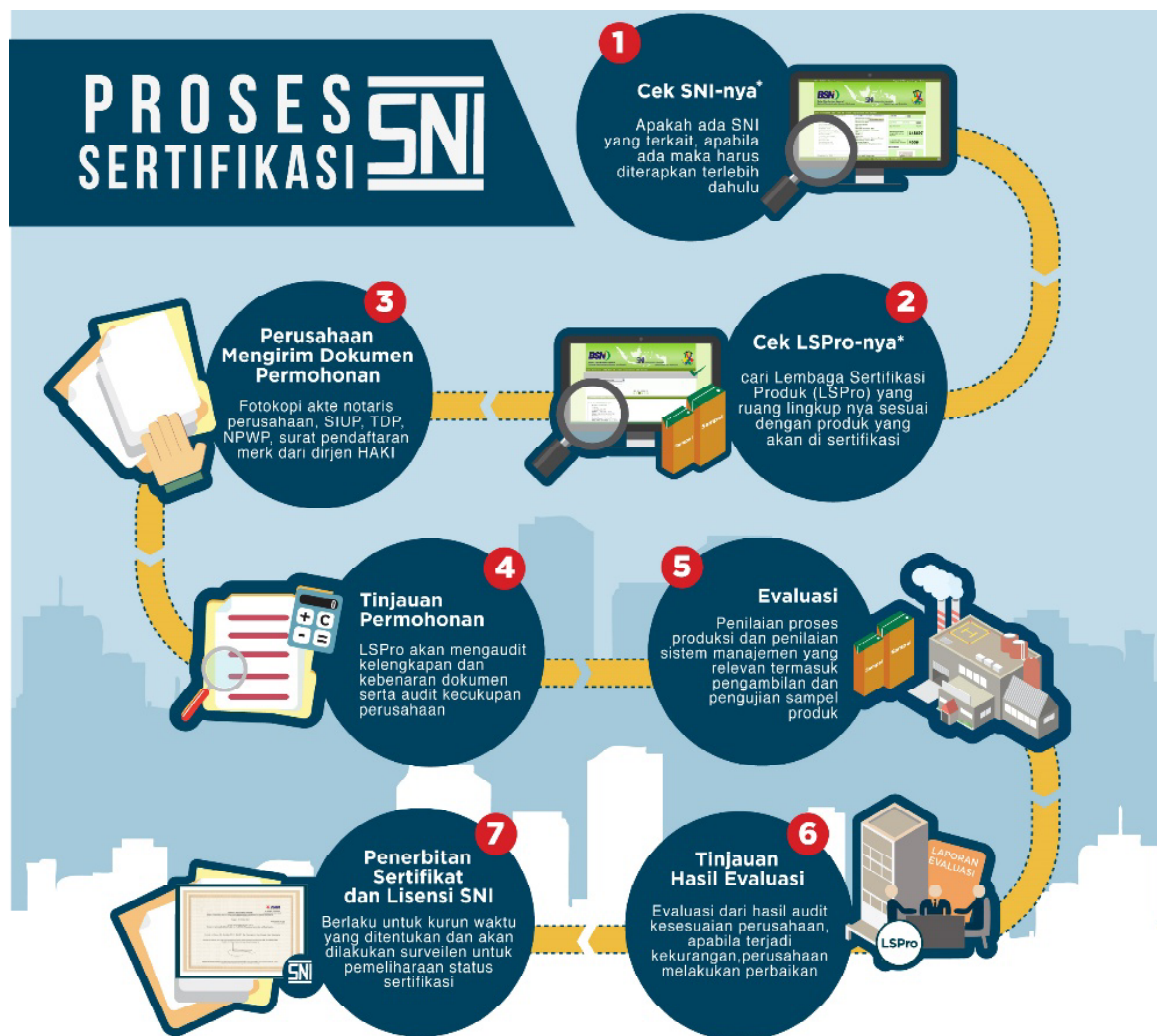 PROSES
SERTIFIKASI
SNI
1
Cek SNI-nya*
Apakah ada SNI
yang terkait, apabila
ada maka harus
diterapkan terlebih
dahulu
BSN
2
Cek LSPro-nya*
cari Lembaga Sertifikasi
Produk (LSPro) yang
ruang lingkup nya sesuai
dengan produk yang
akan di sertifikasi
BSN
3
Perusahaan
Mengirim Dokumen
Permohonan
Fotokopi akte notaris
perusahaan, SIUP, TDP,
NPWP, surat pendaftaran
merk dari dirjen HAKI
4
Tinjauan
Permohonan
LSPro akan mengaudit
kelengkapan dan
kebenaran dokumen
serta audit kecukupan
perusahaan
5
Evaluasi
Penilaian proses
produksi dan penilaian
sistem manajemen yang
relevan termasuk
pengambilan dan
pengujian sampel
produk
6
Tinjauan
Hasil Evaluasi
Evaluasi dari hasil audit
kesesuaian perusahaan,
apabila terjadi
kekurangan,perusahaan
melakukan perbaikan
LAPORAN
EVALUASI
LSPro
7
Penerbitan
Sertifikat
dan Lisensi SNI
Berlaku untuk kurun waktu
yang ditentukan dan akan
dilakukan surveilen untuk
pemeliharaan status
sertifikasi
SNI